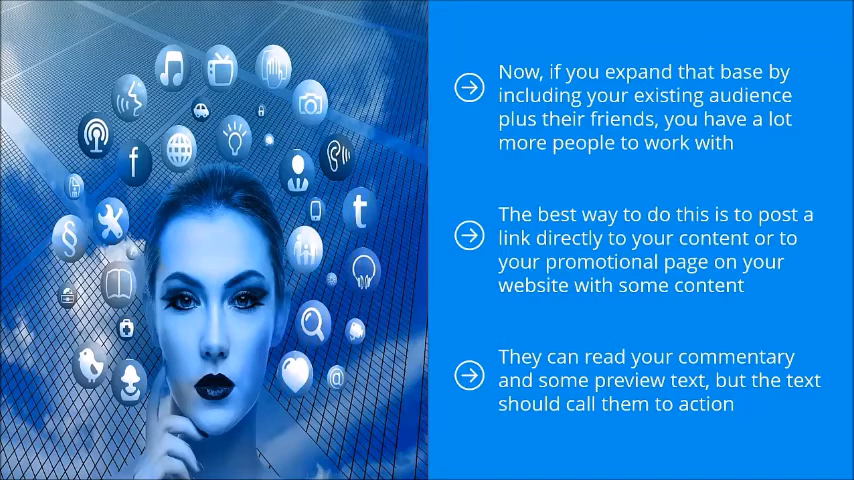 Now, if you expand that base by
including your existing audience
plus their friends, you have a lot
more people to work with
The best way to do this is to post a
link directly to your content or to
your promotional page on your
website with some content
They can read your commentary
and some preview text, but the text
should call them to action